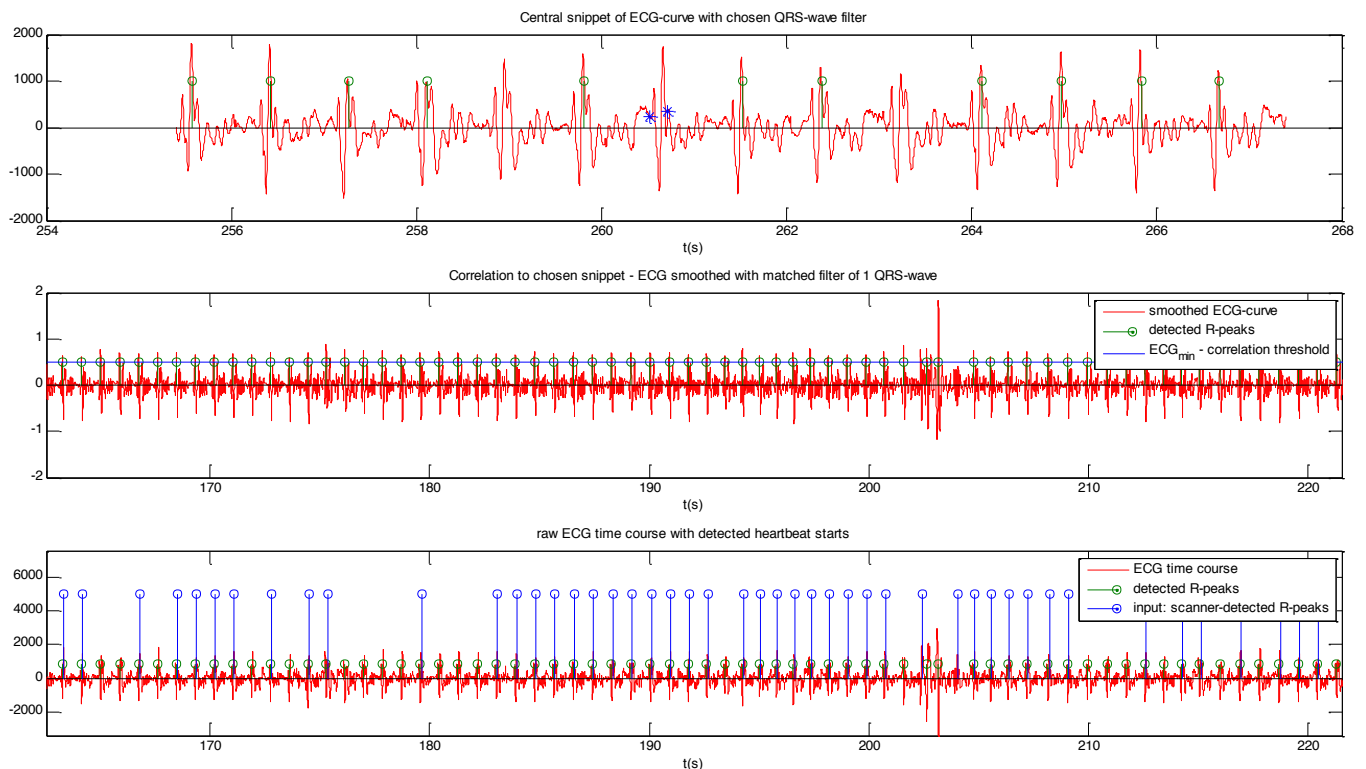 Central snippet of ECG-curve with chosen QRS-wave filter
2000
1000
0
-1000
-2000
254 256 258 260 262 264 266 268
t(s)
Correlation to chosen snippet - ECG smoothed with matched filter of 1 QRS-wave
2
1
0
-1
-2
smoothed ECG-curve
detected R-peaks
ECG_min - correlation threshold
170 180 190 200 210 220
t(s)
raw ECG time course with detected heartbeat starts
6000
4000
2000
0
-2000
ECG time course
detected R-peaks
input: scanner-detected R-peaks
170 180 190 200 210 220
t(s)